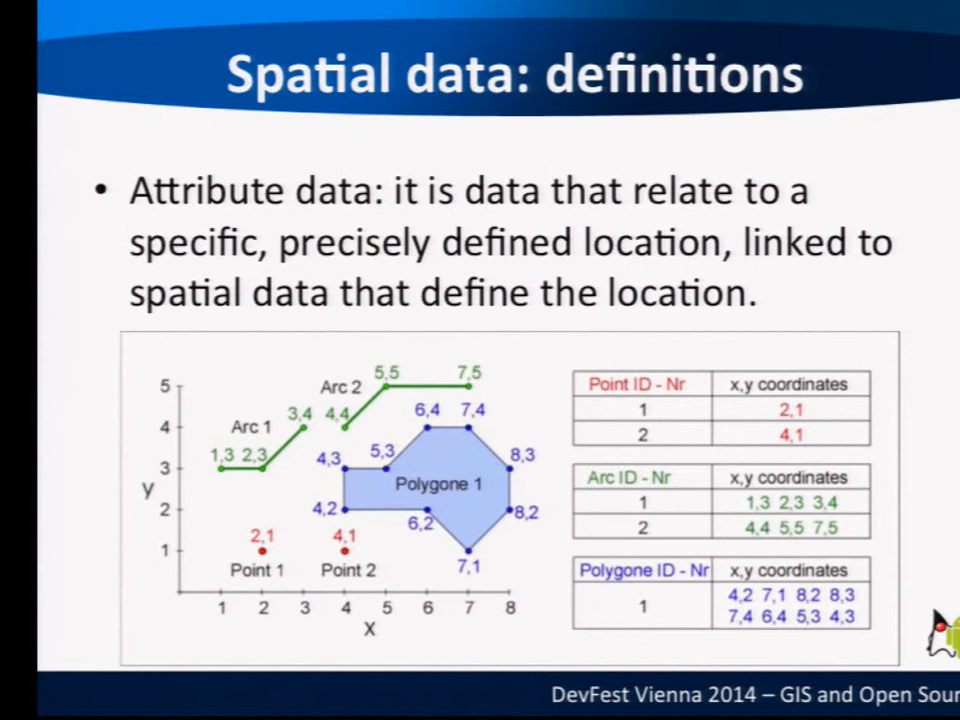 Spatial data: definitions
• Attribute data: it is data that relate to a
specific, precisely defined location, linked to
spatial data that define the location.
5,5 7,5
5 Arc 2
6,4 7,4
3,4 4,4
4 Arc 1
1,3 2,3 4,3 5,3 8,3
3
y Polygone 1
2 4,2 6,2 8,2
2,1 4,1
1
Point 1 Point 2 7,1
1 2 3 4 5 6 7 8
X
Point ID - Nr x,y coordinates
1 2,1
2 4,1
Arc ID - Nr x,y coordinates
1 1,3 2,3 3,4
2 4,4 5,5 7,5
Polygone ID - Nr x,y coordinates
1 4,2 7,1 8,2 8,3
7,4 6,4 5,3 4,3
DevFest Vienna 2014 – GIS and Open Sour